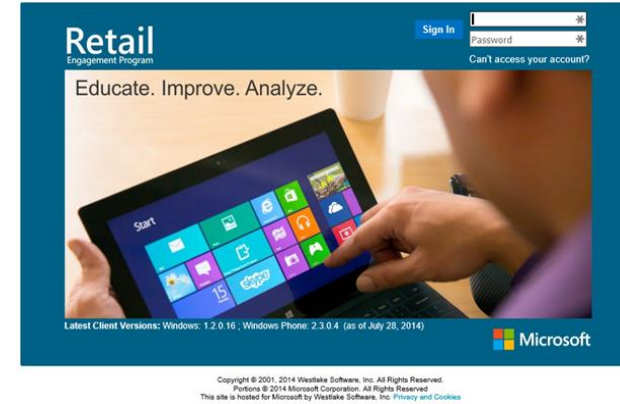 Retail
Engagement Program
Sign In
Password
Can't access your account?
Educate. Improve. Analyze.
Start
15
skype
Latest Client Versions: Windows: 1.2.0.16 ; Windows Phone: 2.3.0.4 (as of July 28, 2014)
Microsoft
Copyright © 2001, 2014 Westlake Software, Inc. All Rights Reserved.
Portions © 2014 Microsoft Corporation. All Rights Reserved
This site is hosted for Microsoft by Westlake Software, Inc. Privacy and Cookies